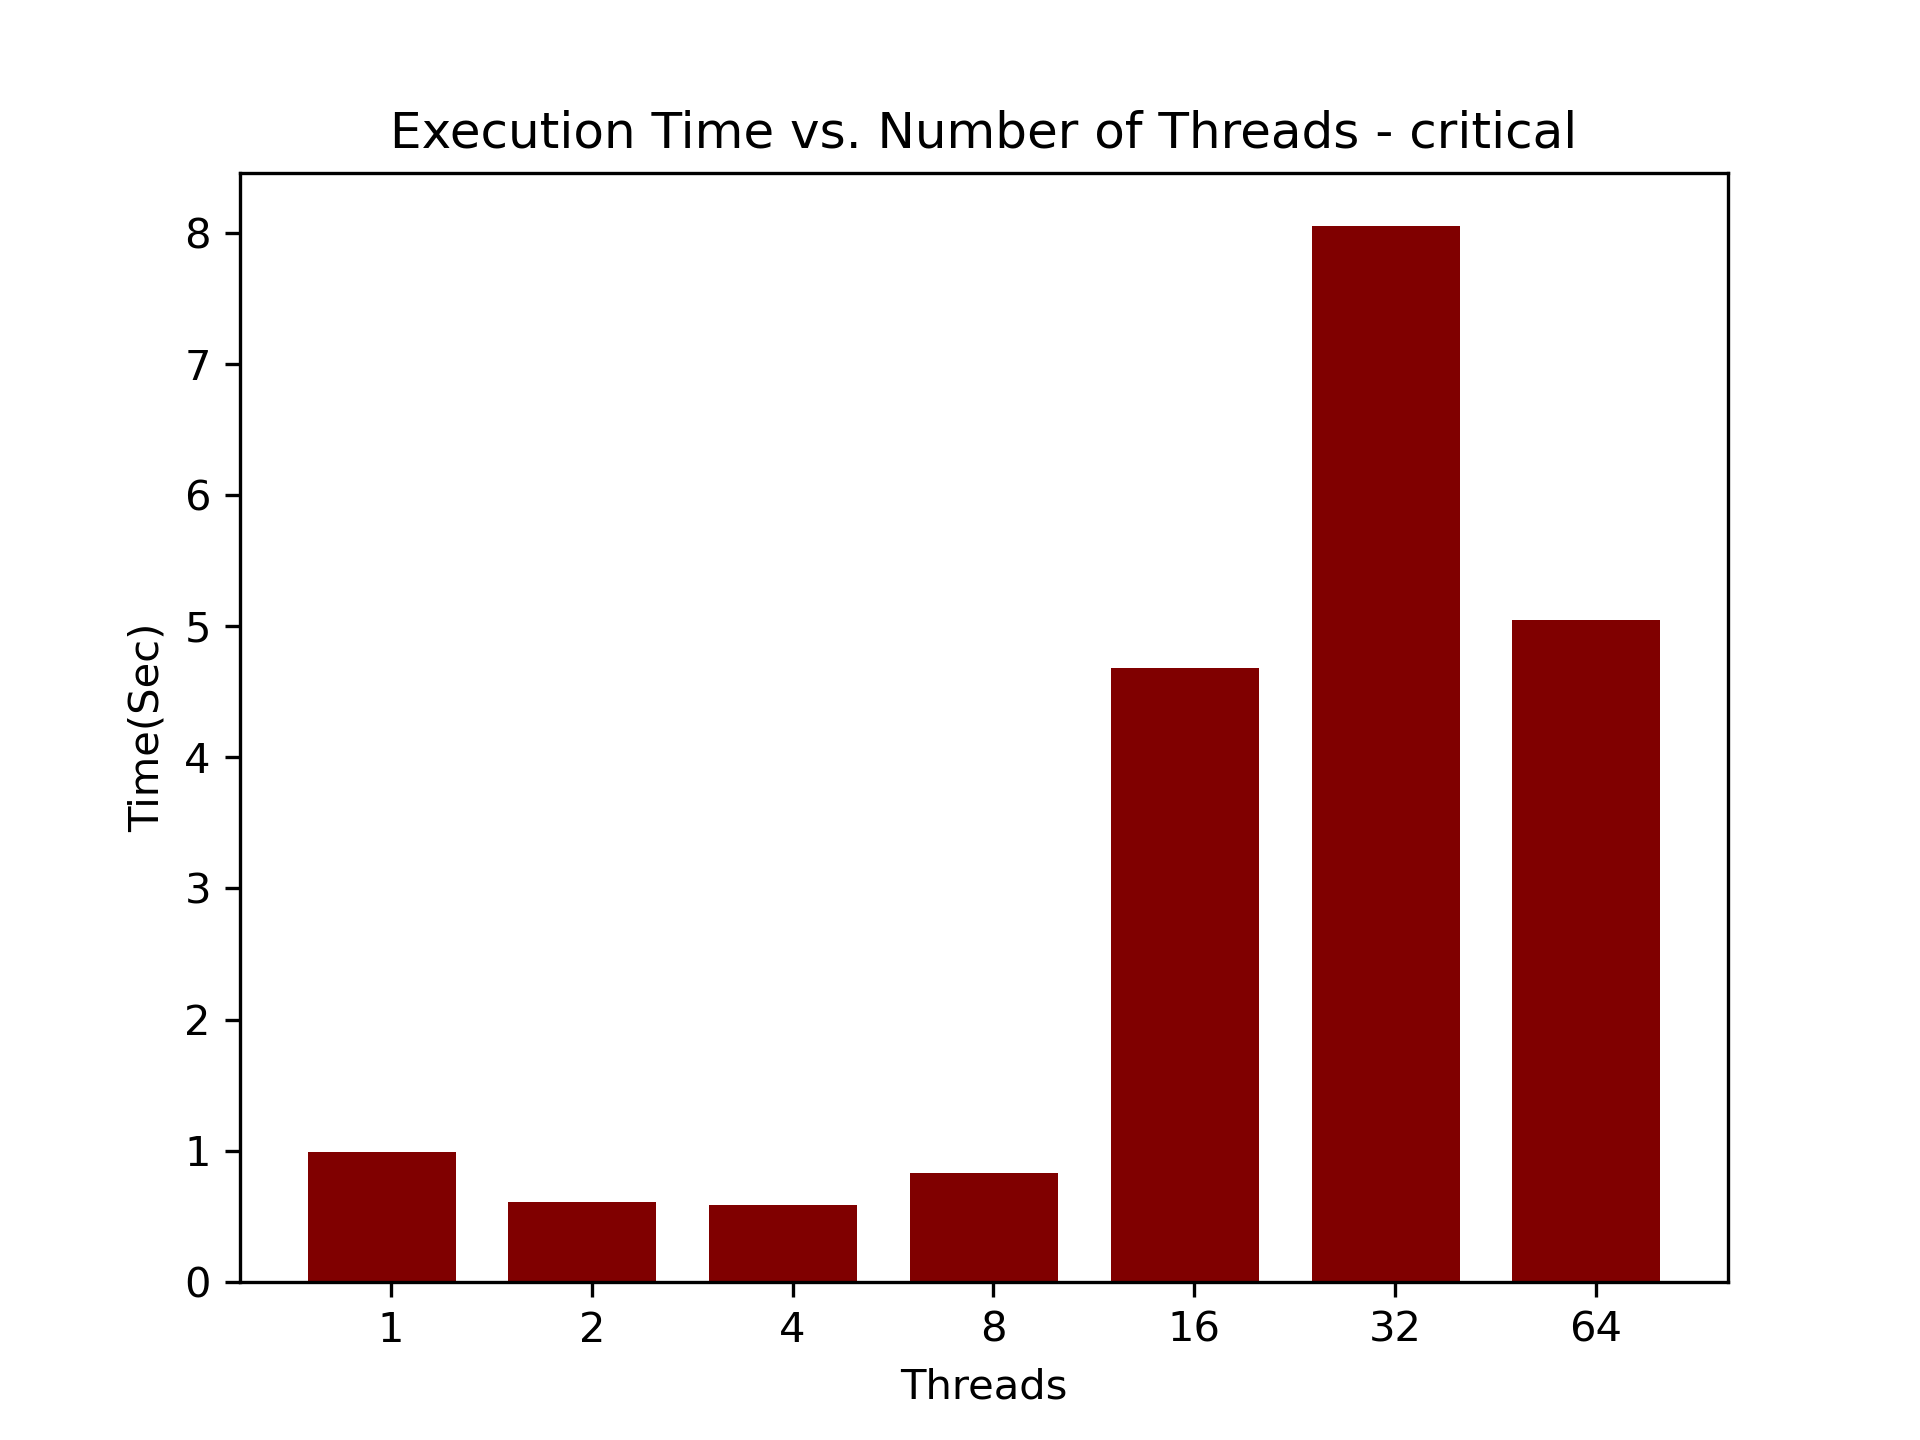 Execution Time vs. Number of Threads - critical
8
7
6
5
4
3
2
1
0
Time(Sec)
1 2 4 8 16 32 64
Threads